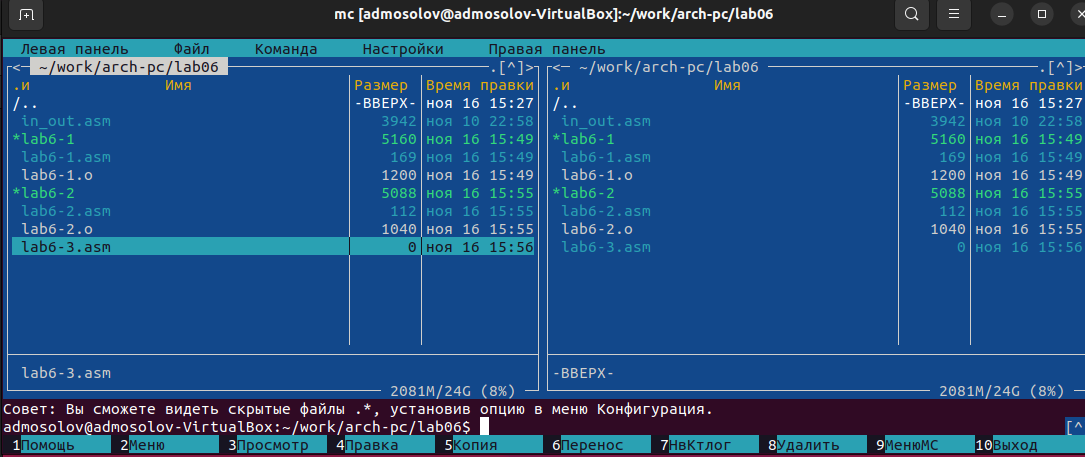 mc [admosolov@admosolov-VirtualBox]:~/work/arch-pc/lab06
Левая панель Файл Команда Настройки Правая панель
<─ ~/work/arch-pc/lab06 .[^]> <─ ~/work/arch-pc/lab06 .[^]>
.и Имя Размер Время правки .и Имя Размер Время правки
/.. -ВВЕРХ- ноя 16 15:27 /.. -ВВЕРХ- ноя 16 15:27
in_out.asm 3942 ноя 10 22:58 in_out.asm 3942 ноя 10 22:58
*lab6-1 5160 ноя 16 15:49 *lab6-1 5160 ноя 16 15:49
lab6-1.asm 169 ноя 16 15:49 lab6-1.asm 169 ноя 16 15:49
lab6-1.o 1200 ноя 16 15:49 lab6-1.o 1200 ноя 16 15:49
*lab6-2 5088 ноя 16 15:55 *lab6-2 5088 ноя 16 15:55
lab6-2.asm 112 ноя 16 15:55 lab6-2.asm 112 ноя 16 15:55
lab6-2.o 1040 ноя 16 15:55 lab6-2.o 1040 ноя 16 15:55
lab6-3.asm 0 ноя 16 15:56 lab6-3.asm 0 ноя 16 15:56
lab6-3.asm -ВВЕРХ-
2081M/24G (8%) 2081M/24G (8%)
Совет: Вы сможете видеть скрытые файлы .*, установив опцию в меню Конфигурация.
admosolov@admosolov-VirtualBox:~/work/arch-pc/lab06$ [^
1Помощь 2Меню 3Просмотр 4Правка 5Копия 6Перенос 7НвКтлог 8Удалить 9МенюМС 10Выход